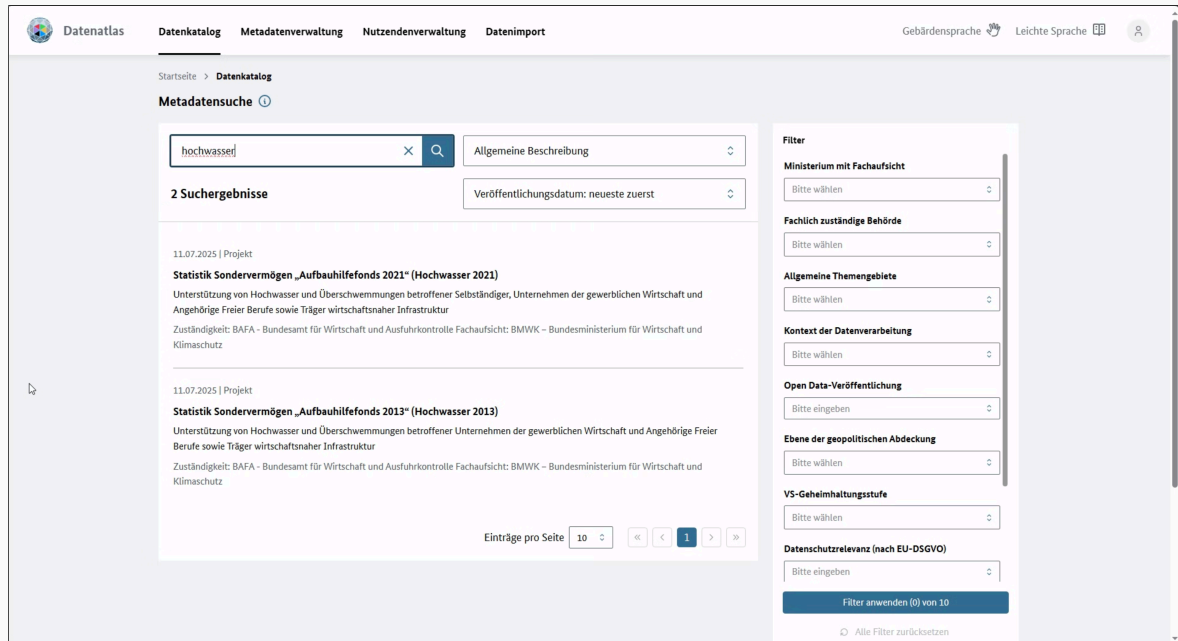 Datenatlas
Datenkatalog
Metadatenverwaltung
Nutzendenverwaltung
Datenimport
Gebärdensprache
Leichte Sprache
Startseite > Datenkatalog
Metadatensuche
hochwasser
Allgemeine Beschreibung
2 Suchergebnisse
Veröffentlichungsdatum: neueste zuerst
11.07.2025 | Projekt
Statistik Sondervermögen „Aufbauhilfefonds 2021“ (Hochwasser 2021)
Unterstützung von Hochwasser und Überschwemmungen betroffener Selbständiger, Unternehmen der gewerblichen Wirtschaft und
Angehörige Freier Berufe sowie Träger wirtschaftsnaher Infrastruktur
Zuständigkeit: BAFA - Bundesamt für Wirtschaft und Ausfuhrkontrolle Fachaufsicht: BMWK – Bundesministerium für Wirtschaft und
Klimaschutz
11.07.2025 | Projekt
Statistik Sondervermögen „Aufbauhilfefonds 2013“ (Hochwasser 2013)
Unterstützung von Hochwasser und Überschwemmungen betroffener Unternehmen der gewerblichen Wirtschaft und Angehörige Freier
Berufe sowie Träger wirtschaftsnaher Infrastruktur
Zuständigkeit: BAFA - Bundesamt für Wirtschaft und Ausfuhrkontrolle Fachaufsicht: BMWK – Bundesministerium für Wirtschaft und
Klimaschutz
Einträge pro Seite 10 « < 1 > »
Filter
Ministerium mit Fachaufsicht
Bitte wählen
Fachlich zuständige Behörde
Bitte wählen
Allgemeine Themengebiete
Bitte wählen
Kontext der Datenverarbeitung
Bitte wählen
Open Data-Veröffentlichung
Bitte eingeben
Ebene der geopolitischen Abdeckung
Bitte wählen
VS-Geheimhaltungsstufe
Bitte wählen
Datenschutzrelevanz (nach EU-DSGVO)
Bitte eingeben
Filter anwenden (0) von 10
Alle Filter zurücksetzen